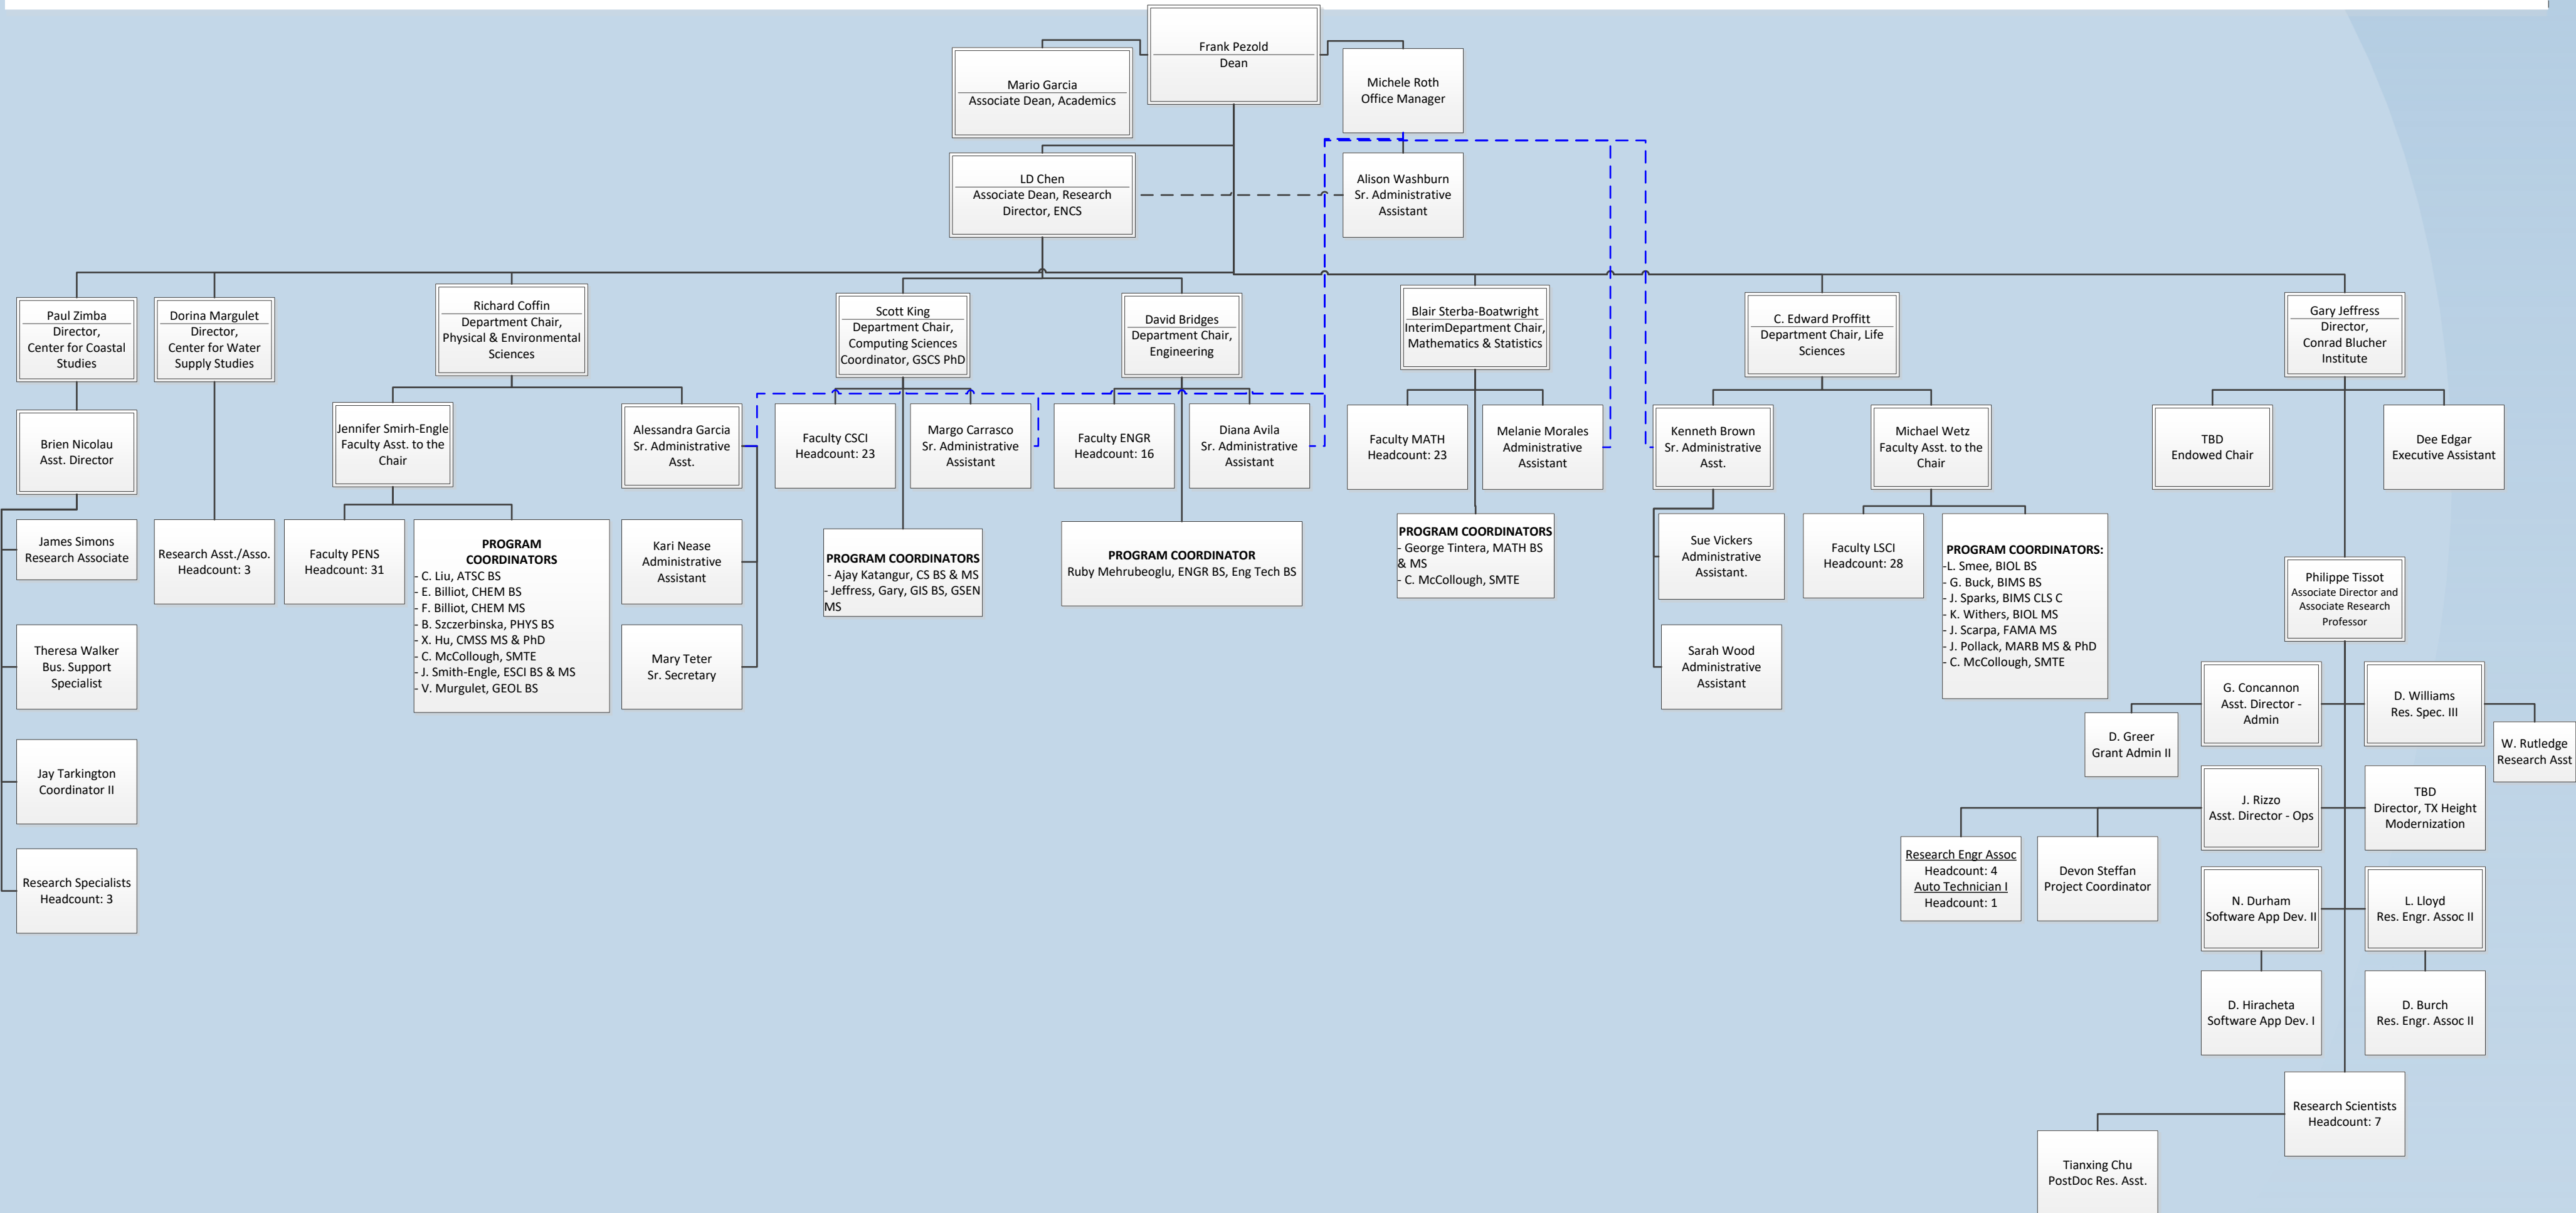 Frank Pezold
Dean
Mario Garcia
Associate Dean, Academics
Michele Roth
Office Manager
LD Chen
Associate Dean, Research
Director, ENCS
Alison Washburn
Sr. Administrative
Assistant
Paul Zimba
Director,
Center for Coastal
Studies
Dorina Margulet
Director,
Center for Water
Supply Studies
Richard Coffin
Department Chair,
Physical & Environmental
Sciences
Scott King
Department Chair,
Computing Sciences
Coordinator, GSCS PhD
David Bridges
Department Chair,
Engineering
Blair Sterba-Boatwright
InterimDepartment Chair,
Mathematics & Statistics
C. Edward Proffitt
Department Chair, Life
Sciences
Gary Jeffress
Director,
Conrad Blucher
Institute
Brien Nicolau
Asst. Director
Jennifer Smirh-Engle
Faculty Asst. to the
Chair
Alessandra Garcia
Sr. Administrative
Asst.
Faculty CSCI
Headcount: 23
Margo Carrasco
Sr. Administrative
Assistant
Faculty ENGR
Headcount: 16
Diana Avila
Sr. Administrative
Assistant
Faculty MATH
Headcount: 23
Melanie Morales
Administrative
Assistant
Kenneth Brown
Sr. Administrative
Asst.
Michael Wetz
Faculty Asst. to the
Chair
TBD
Endowed Chair
Dee Edgar
Executive Assistant
James Simons
Research Associate
Research Asst./Asso.
Headcount: 3
Faculty PENS
Headcount: 31
PROGRAM
COORDINATORS
- C. Liu, ATSC BS
- E. Billiot, CHEM BS
- F. Billiot, CHEM MS
- B. Szczerbinska, PHYS BS
- X. Hu, CMSS MS & PhD
- C. McCollough, SMTE
- J. Smith-Engle, ESCI BS & MS
- V. Murgulet, GEOL BS
Kari Nease
Administrative
Assistant
PROGRAM COORDINATORS
- Ajay Katangur, CS BS & MS
- Jeffress, Gary, GIS BS, GSEN
MS
PROGRAM COORDINATOR
Ruby Mehrubeoglu, ENGR BS, Eng Tech BS
PROGRAM COORDINATORS
- George Tintera, MATH BS
& MS
- C. McCollough, SMTE
Sue Vickers
Administrative
Assistant.
Faculty LSCI
Headcount: 28
PROGRAM COORDINATORS:
-L. Smee, BIOL BS
- G. Buck, BIMS BS
- J. Sparks, BIMS CLS C
- K. Withers, BIOL MS
- J. Scarpa, FAMA MS
- J. Pollack, MARB MS & PhD
- C. McCollough, SMTE
Philippe Tissot
Associate Director and
Associate Research
Professor
Theresa Walker
Bus. Support
Specialist
Mary Teter
Sr. Secretary
Sarah Wood
Administrative
Assistant
G. Concannon
Asst. Director -
Admin
D. Williams
Res. Spec. III
D. Greer
Grant Admin II
W. Rutledge
Research Asst
Jay Tarkington
Coordinator II
J. Rizzo
Asst. Director - Ops
TBD
Director, TX Height
Modernization
Research Specialists
Headcount: 3
Research Engr Assoc
Headcount: 4
Auto Technician I
Headcount: 1
Devon Steffan
Project Coordinator
N. Durham
Software App Dev. II
L. Lloyd
Res. Engr. Assoc II
D. Hiracheta
Software App Dev. I
D. Burch
Res. Engr. Assoc II
Research Scientists
Headcount: 7
Tianxing Chu
PostDoc Res. Asst.